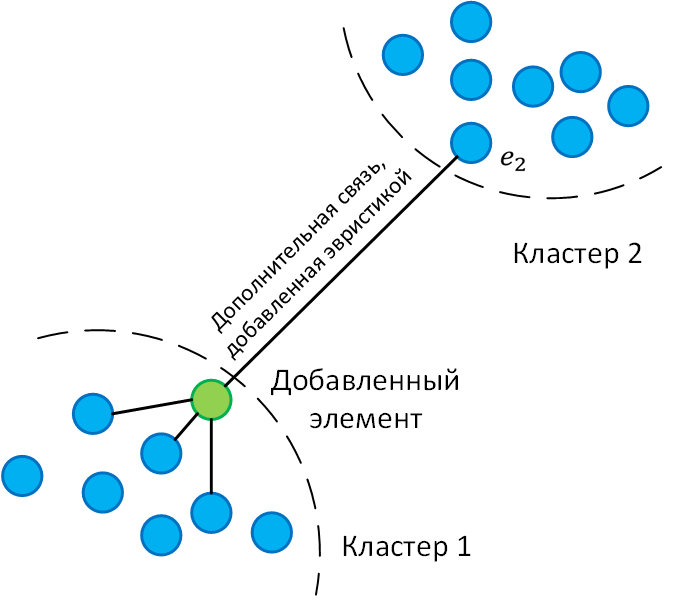 e₂
Кластер 2
Дополнительная связь,
добавленная эвристикой
Добавленный
элемент
Кластер 1